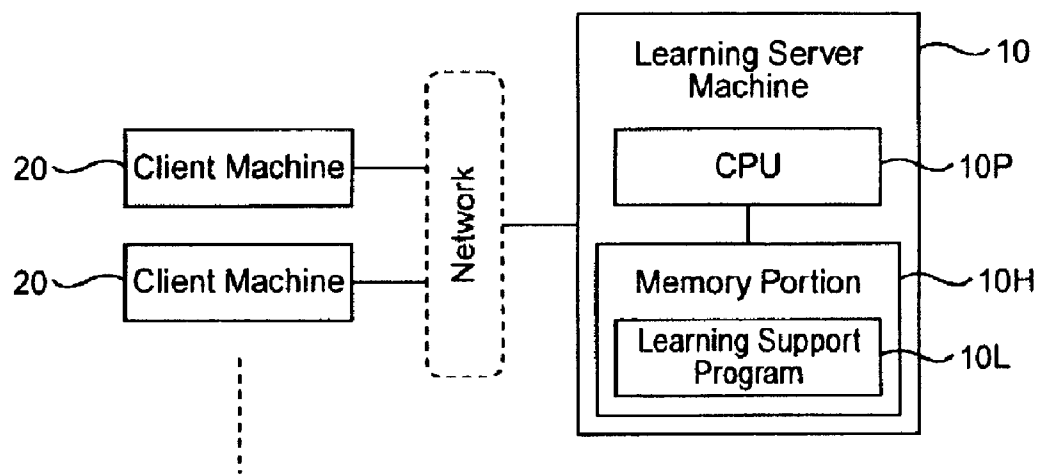 Learning Server
Machine
10
20
Client Machine
CPU
10P
Network
20
Client Machine
Memory Portion
10H
Learning Support
Program
10L